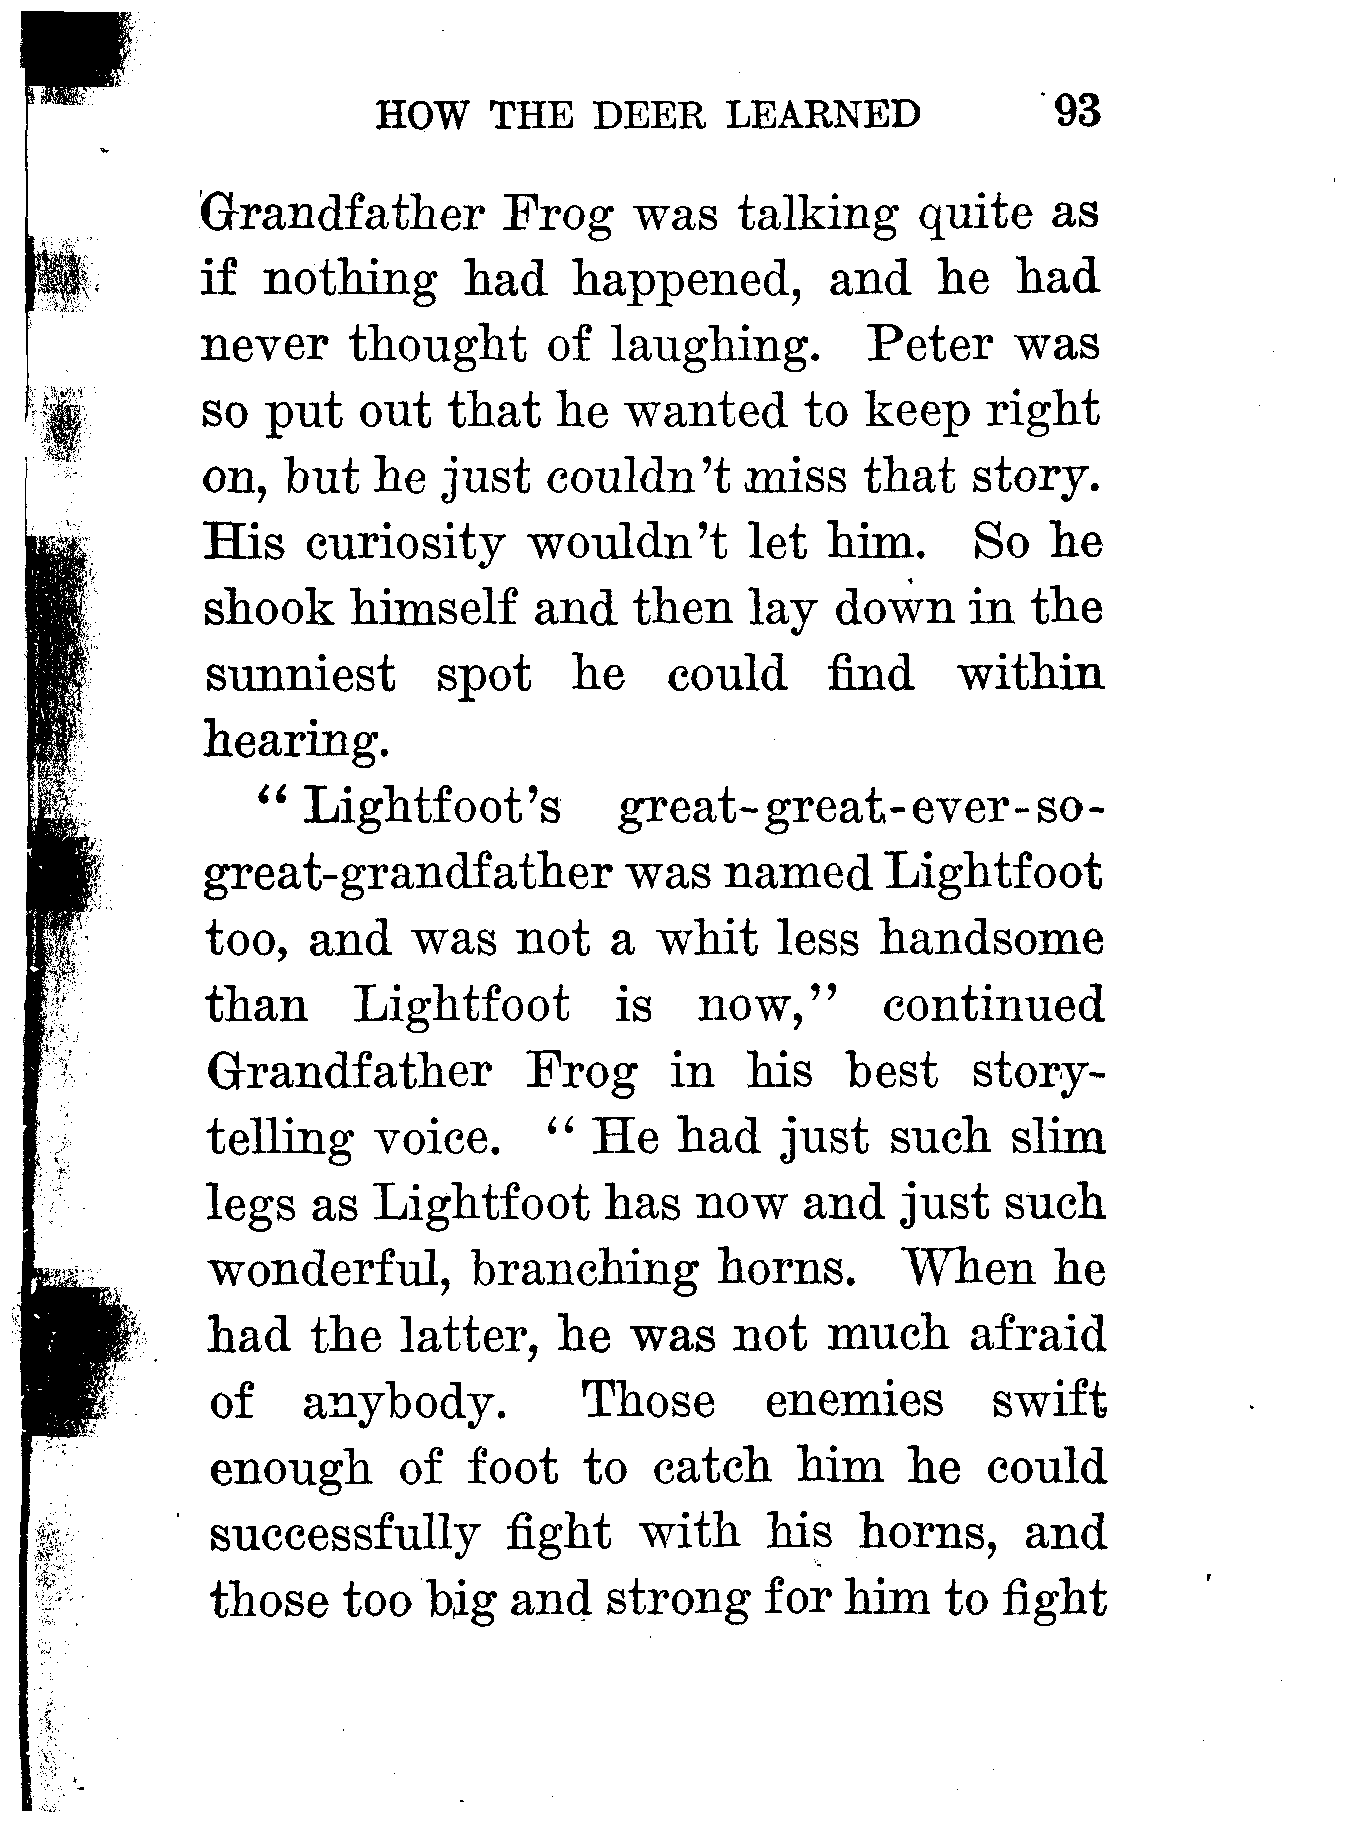 HOW THE DEER LEARNED 93
Grandfather Frog was talking quite as
if nothing had happened, and he had
never thought of laughing. Peter was
so put out that he wanted to keep right
on, but he just couldn't miss that story.
His curiosity wouldn't let him. So he
shook himself and then lay down in the
sunniest spot he could find within
hearing.
"Lightfoot's great-great-ever-so-
great-grandfather was named Lightfoot
too, and was not a whit less handsome
than Lightfoot is now," continued
Grandfather Frog in his best story-
telling voice. "He had just such slim
legs as Lightfoot has now and just such
wonderful, branching horns. When he
had the latter, he was not much afraid
of anybody. Those enemies swift
enough of foot to catch him he could
successfully fight with his horns, and
those too big and strong for him to fight